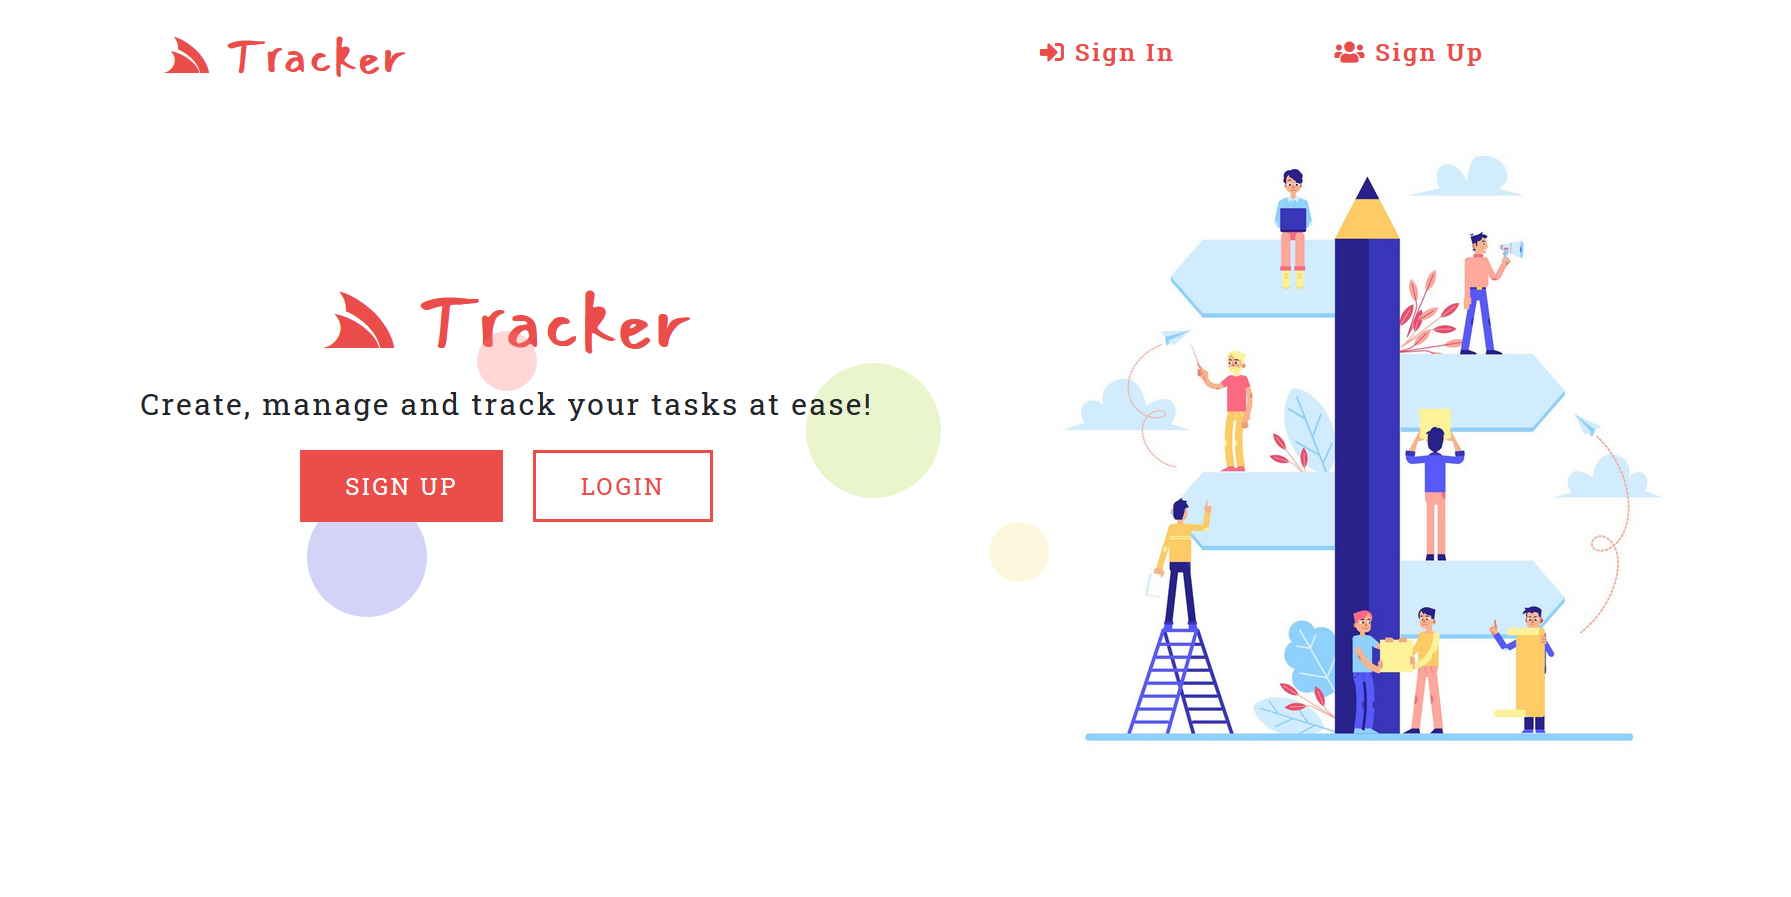 Tracker
Sign In
Sign Up
Tracker
Create, manage and track your tasks at ease!
SIGN UP
LOGIN